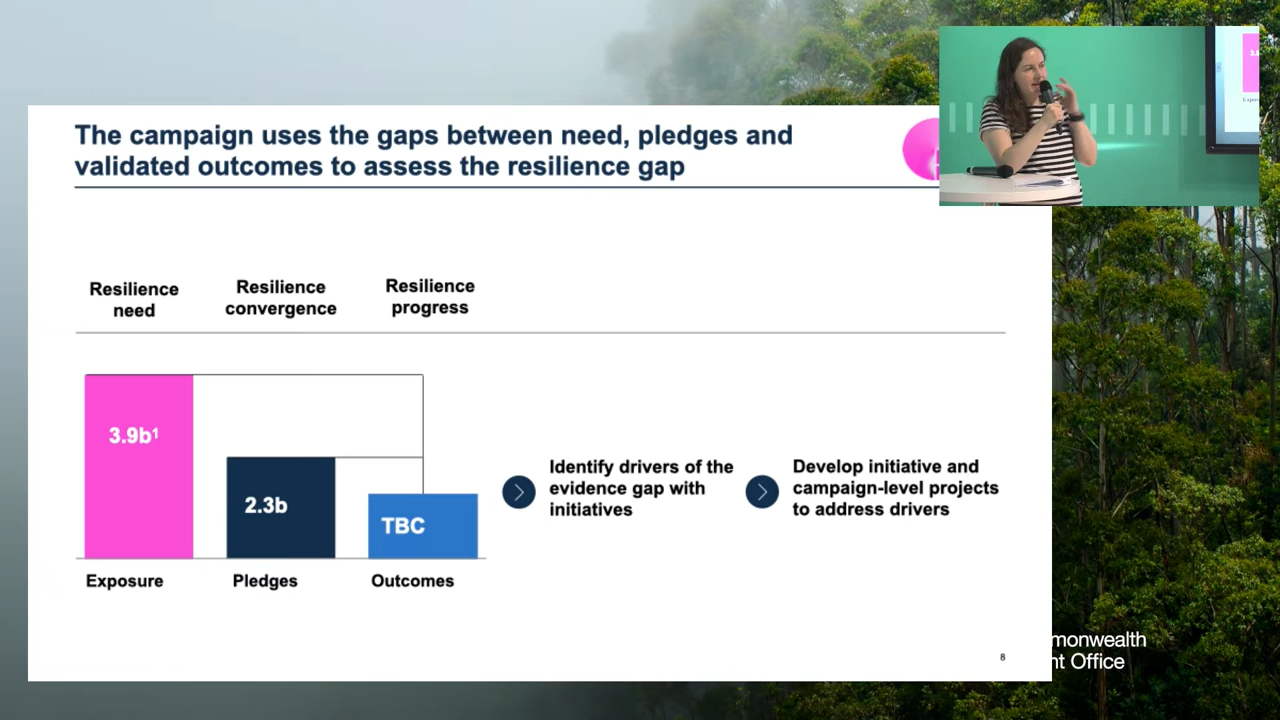 The campaign uses the gaps between need, pledges and
validated outcomes to assess the resilience gap
Resilience
need
Resilience
convergence
Resilience
progress
3.9b¹
2.3b
TBC
Exposure
Pledges
Outcomes
Identify drivers of the
evidence gap with
initiatives
Develop initiative and
campaign-level projects
to address drivers
8
monwealth
nt Office